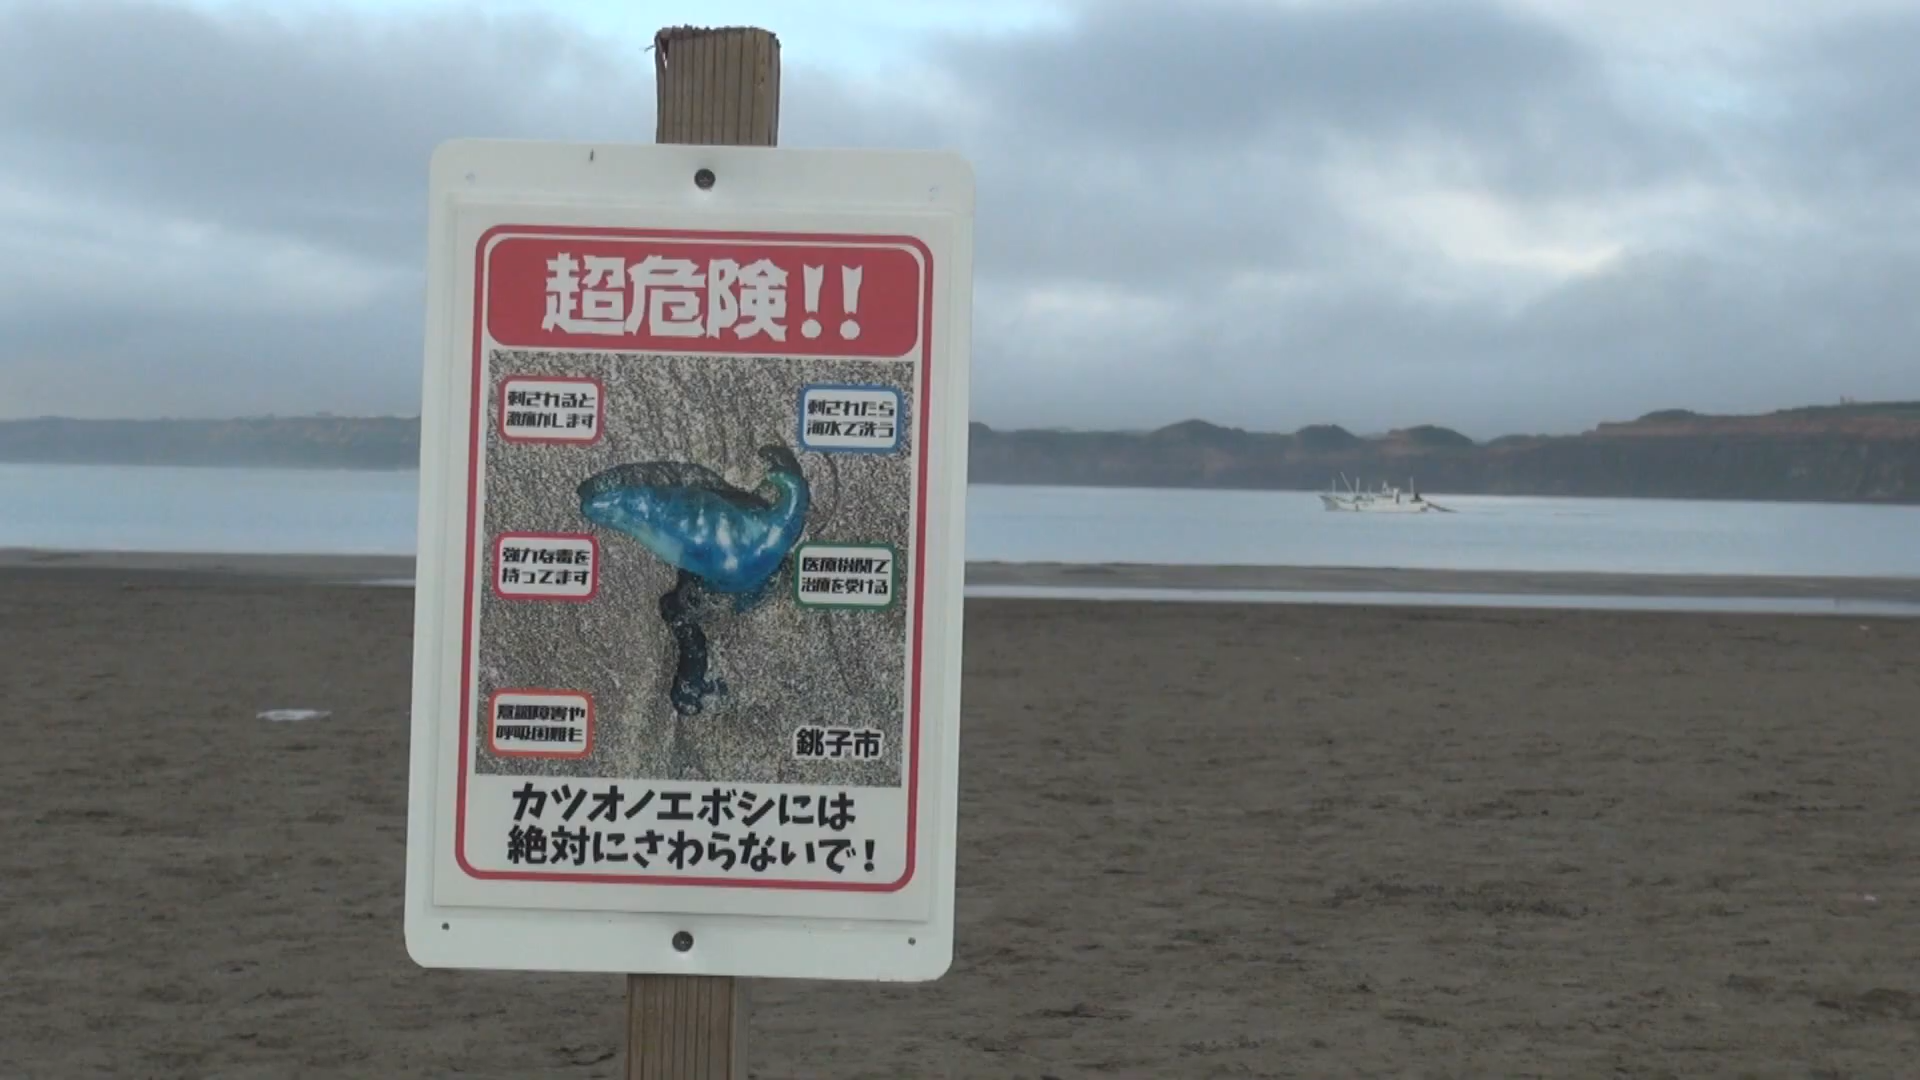 超危険!!
刺されると
激痛がします
刺されたら
海水で洗う
強力な毒を
持ってます
医療機関で
治療を受ける
意識障害や
呼吸困難も
銚子市
カツオノエボシには
絶対にさわらないで!